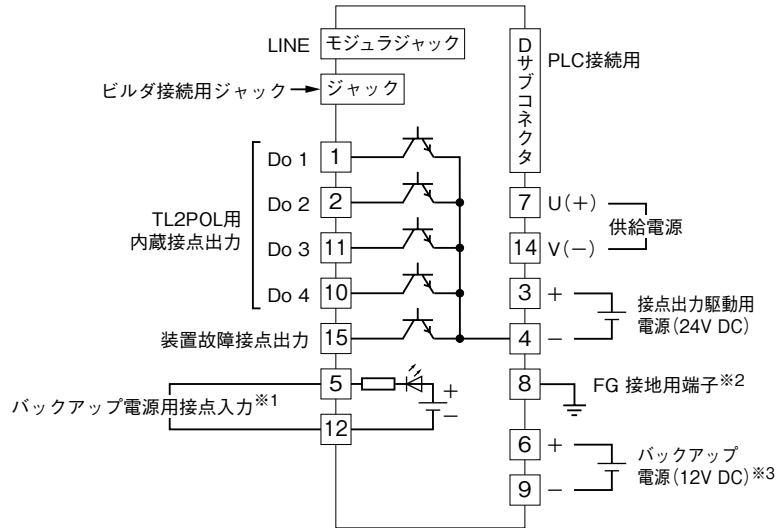 LINE
モジュラジャック
ビルダ接続用ジャック
ジャック
Dサブコネクタ
PLC接続用
TL2POL用
内蔵接点出力
Do 1
1
Do 2
2
Do 3
11
Do 4
10
装置故障接点出力
15
バックアップ電源用接点入力※1
5
+
−
12
7
U(+)
14
V(−)
供給電源
3
+
4
−
接点出力駆動用
電源(24V DC)
8
FG 接地用端子※2
6
+
9
−
バックアップ
電源(12V DC)※3